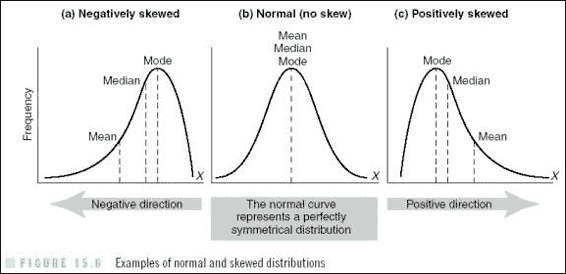 (a) Negatively skewed
(b) Normal (no skew)
(c) Positively skewed
Frequency
Mode
Median
Mean
X
Mean
Median
Mode
X
Mode
Median
Mean
X
Negative direction
The normal curve
represents a perfectly
symmetrical distribution
Positive direction
FIGURE 15.6 Examples of normal and skewed distributions